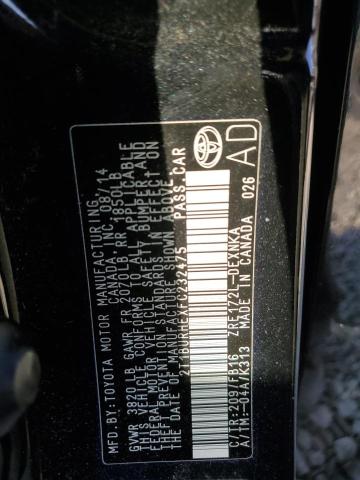 MFD.BY: TOYOTA MOTOR MANUFACTURING
CANADA, INC. 08/14
GVWR 3820 LB GAWR FR 2270LB RR 1850LB
THIS VEHICLE CONFORMS TO ALL APPLICABLE
FEDERAL MOTOR VEHICLE SAFETY, BUMPER, AND
THEFT PREVENTION STANDARDS IN EFFECT ON
THE DATE OF MANUFACTURE SHOWN ABOVE.
2T1BURHEXFC232475 PASS.CAR
C/TR: 209/FB16 ZRE172L-DEXNKA
A/TM:-04A/K313 MADE IN CANADA 026
AD